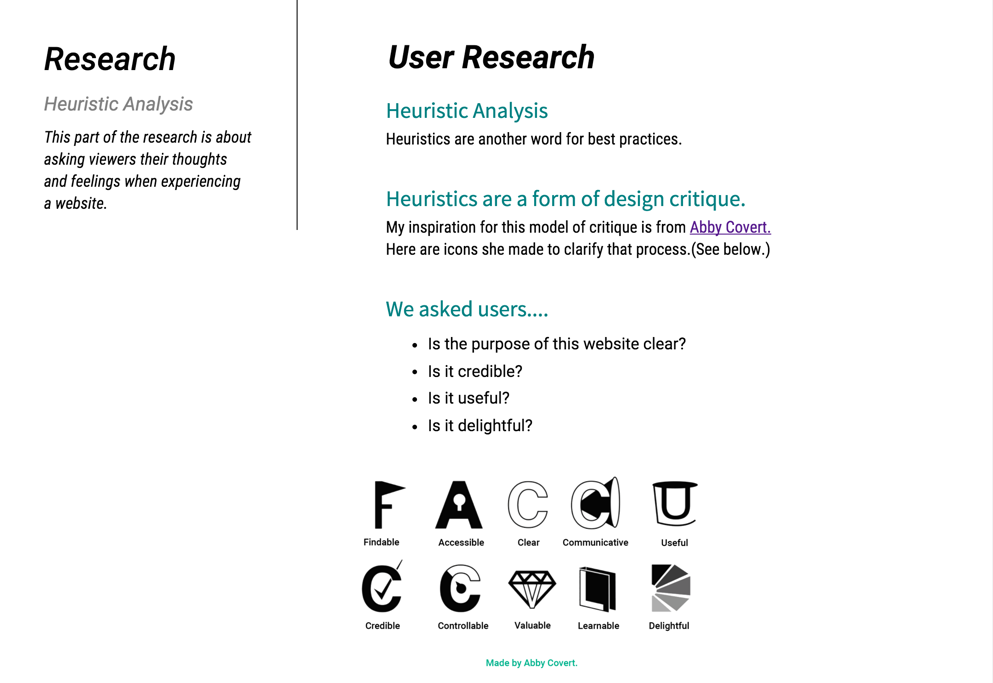 Research
Heuristic Analysis
This part of the research is about
asking viewers their thoughts
and feelings when experiencing
a website.
User Research
Heuristic Analysis
Heuristics are another word for best practices.
Heuristics are a form of design critique.
My inspiration for this model of critique is from Abby Covert.
Here are icons she made to clarify that process.(See below.)
We asked users....
• Is the purpose of this website clear?
• Is it credible?
• Is it useful?
• Is it delightful?
F A C C U
Findable Accessible Clear Communicative Useful
C C
Credible Controllable Valuable Learnable Delightful
Made by Abby Covert.